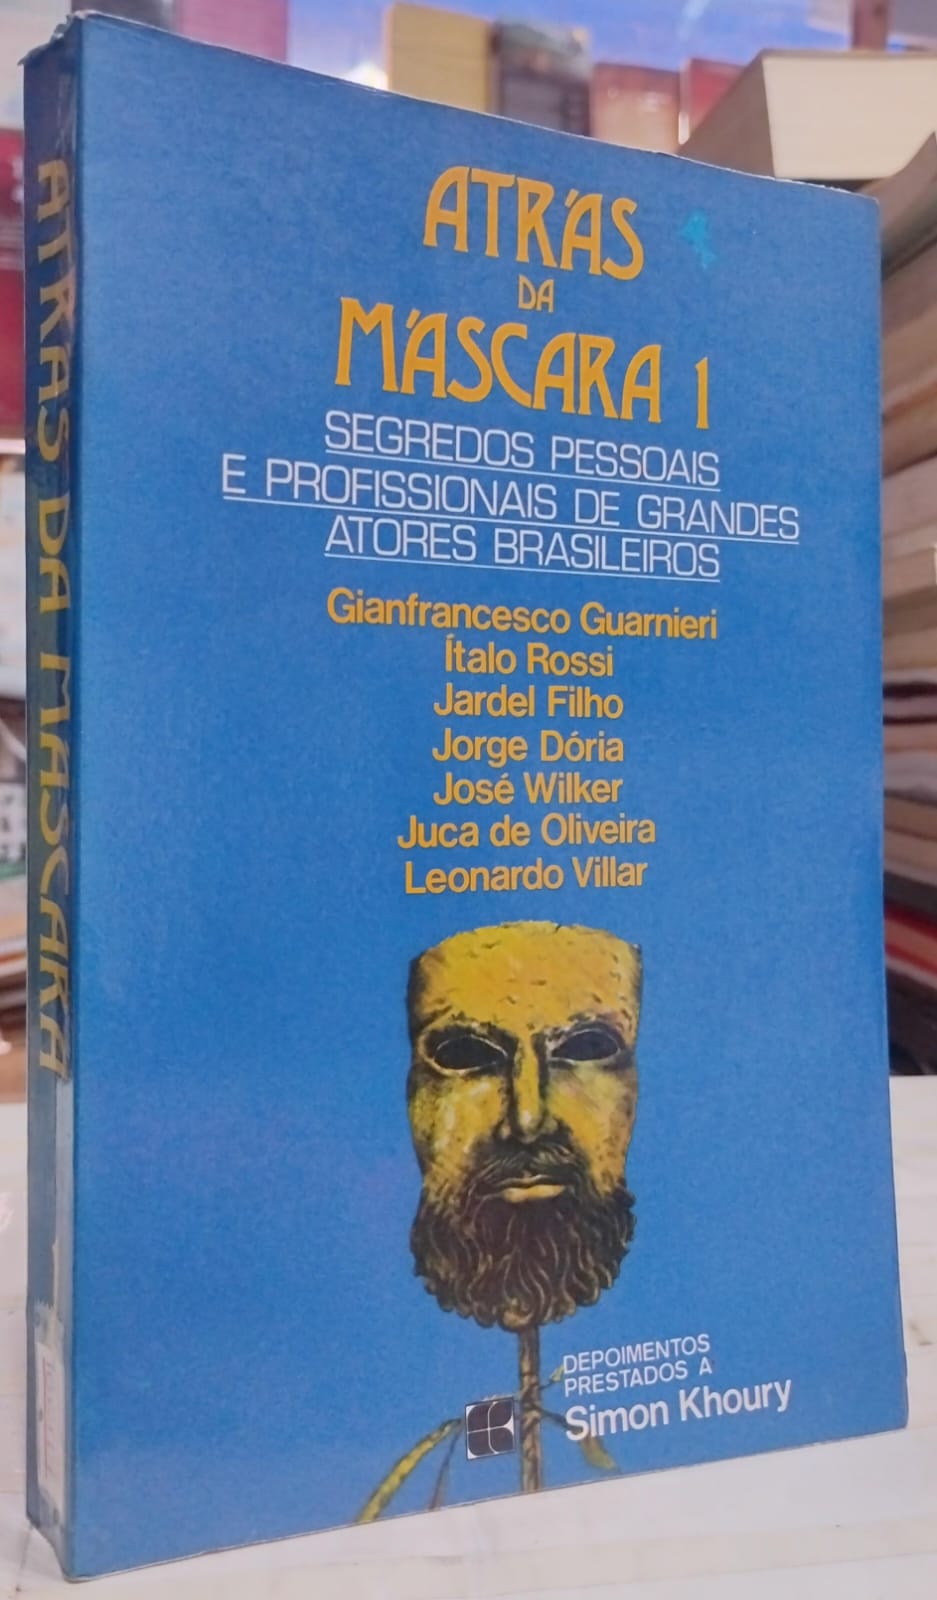 ATRÁS
DA
MÁSCARA 1
SEGREDOS PESSOAIS
E PROFISSIONAIS DE GRANDES
ATORES BRASILEIROS
Gianfrancesco Guarnieri
Ítalo Rossi
Jardel Filho
Jorge Dória
José Wilker
Juca de Oliveira
Leonardo Villar
DEPOIMENTOS
PRESTADOS A
Simon Khoury
ATRÁS DA MÁSCARA